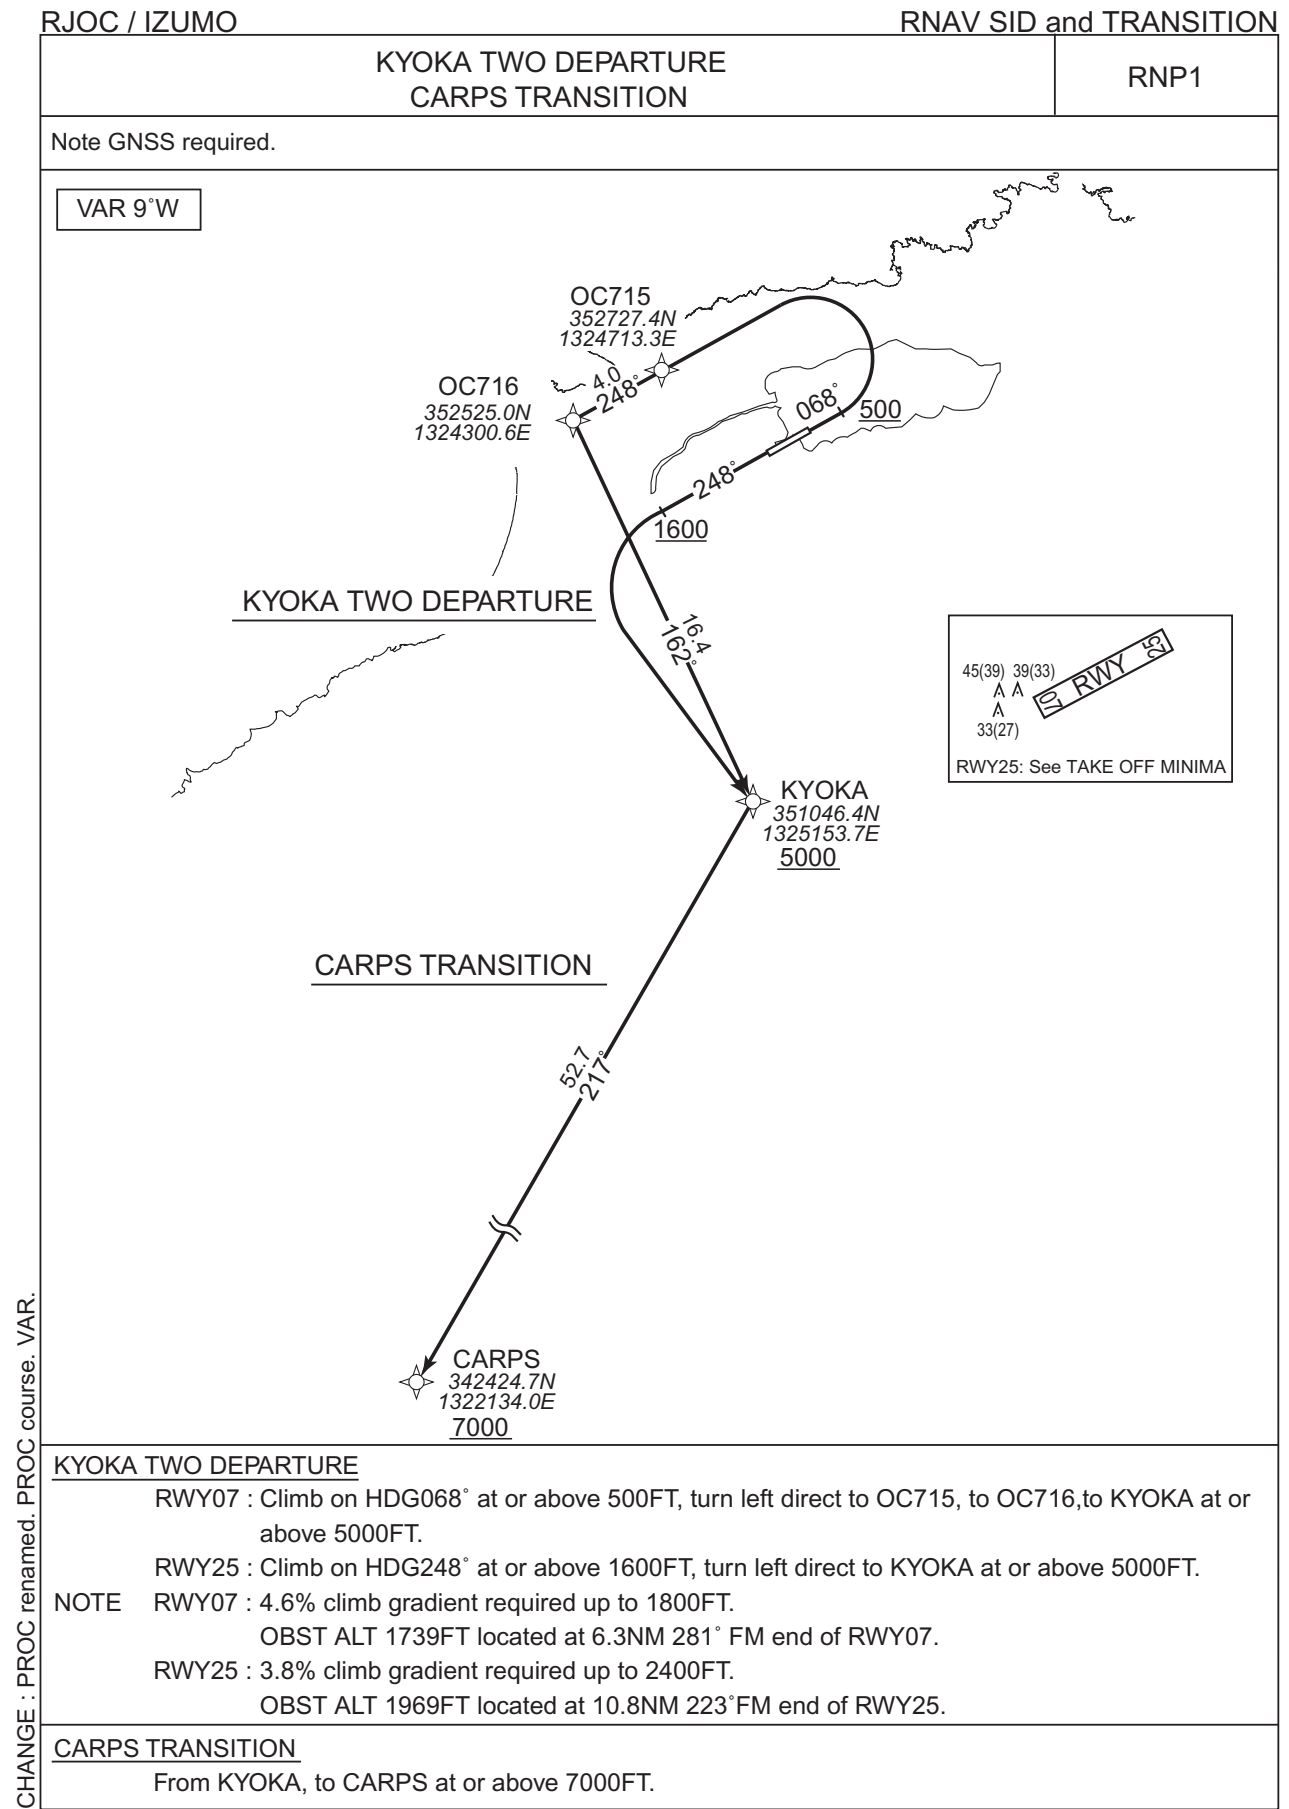 RJOC / IZUMO
RNAV SID and TRANSITION
KYOKA TWO DEPARTURE
CARPS TRANSITION
RNP1
Note GNSS required.
VAR 9˚W
OC715
352727.4N
1324713.3E
4.0
248˚
OC716
352525.0N
1324300.6E
068˚
500
248˚
1600
KYOKA TWO DEPARTURE
16.4
162˚
45(39) 39(33)
33(27)
07 RWY 25
RWY25: See TAKE OFF MINIMA
KYOKA
351046.4N
1325153.7E
5000
CARPS TRANSITION
52.7
217˚
CARPS
342424.7N
1322134.0E
7000
KYOKA TWO DEPARTURE
RWY07 : Climb on HDG068˚ at or above 500FT, turn left direct to OC715, to OC716,to KYOKA at or
above 5000FT.
RWY25 : Climb on HDG248˚ at or above 1600FT, turn left direct to KYOKA at or above 5000FT.
NOTE RWY07 : 4.6% climb gradient required up to 1800FT.
OBST ALT 1739FT located at 6.3NM 281˚ FM end of RWY07.
RWY25 : 3.8% climb gradient required up to 2400FT.
OBST ALT 1969FT located at 10.8NM 223˚FM end of RWY25.
CARPS TRANSITION
From KYOKA, to CARPS at or above 7000FT.
CHANGE : PROC renamed. PROC course. VAR.